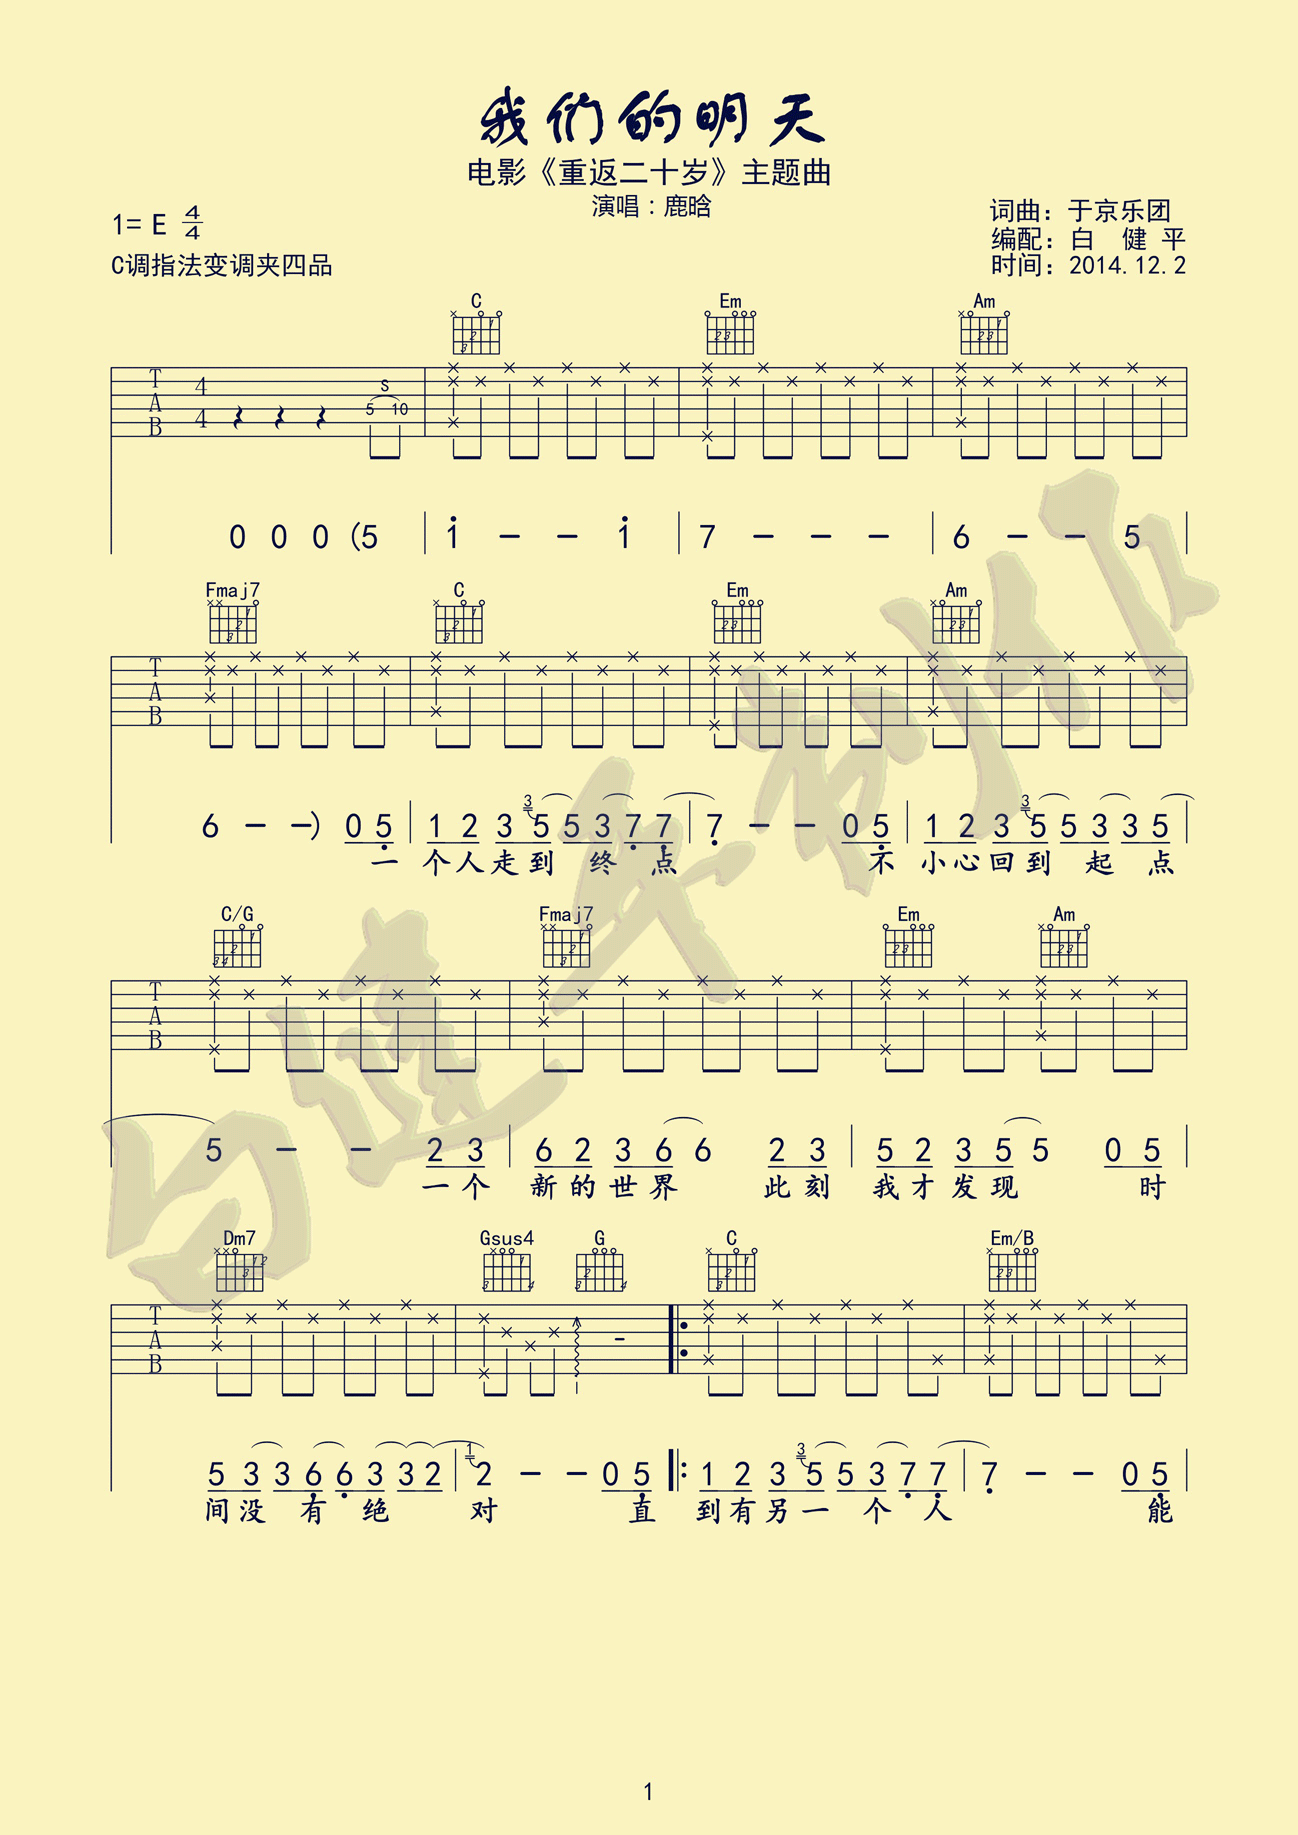 我们的明天
电影《重返二十岁》主题曲
演唱：鹿晗
1= E 4/4
词曲：于京乐团
编配：白 健 平
C调指法变调夹四品
时间：2014.12.2
C Em Am
T A B 4 4 5 S 10
0 0 0 (5 | 1 - - 1 | 7 - - - | 6 - - 5 |
Fmaj7 C Em Am
T A B
6 - -) 0 5 | 1 2 3 3 5 5 3 7 7 | 7 - - 0 5 | 1 2 3 3 5 5 3 3 5 |
一 个人走到 终 点 不 小心回到 起 点
C/G Fmaj7 Em Am
T A B
5 - - 2 3 | 6 2 3 6 6 2 3 | 5 2 3 5 5 0 5 |
一个 新的世界 此刻 我才发现 时
Dm7 Gsus4 G C Em/B
T A B
5 3 3 6 6 3 3 2 | 1 2 - - 0 5 |: 1 2 3 3 5 5 3 7 7 | 7 - - 0 5
间没 有 绝 对 直 到有另一 个 人 能
白健平制作
1